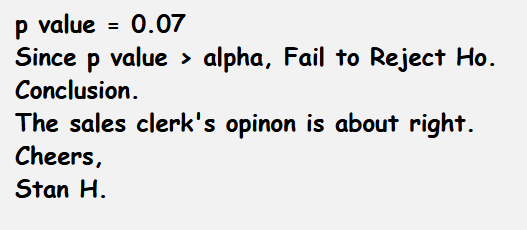 p value = 0.07
Since p value > alpha, Fail to Reject Ho.
Conclusion.
The sales clerk's opinon is about right.
Cheers,
Stan H.